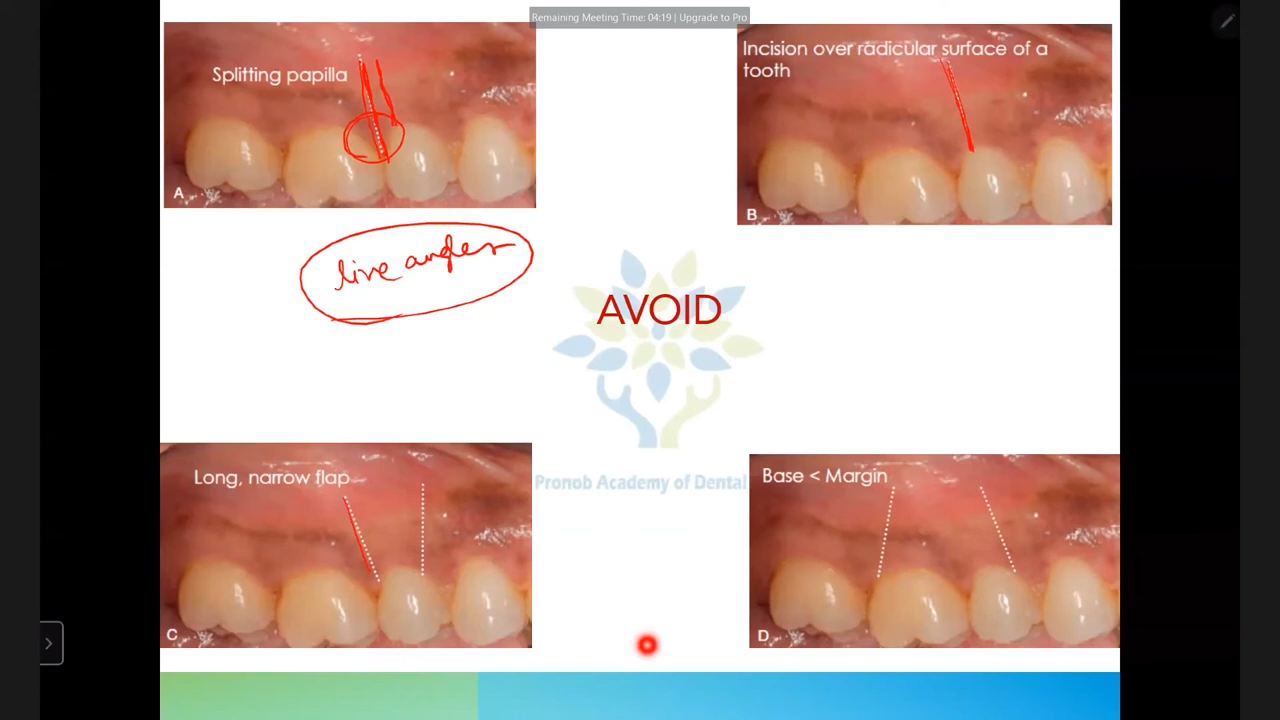 Remaining Meeting Time: 04:19 | Upgrade to Pro
Splitting papilla
A
Incision over radicular surface of a
tooth
B
line angles
AVOID
Long, narrow flap
C
Pronob Academy of Dental
Base < Margin
D